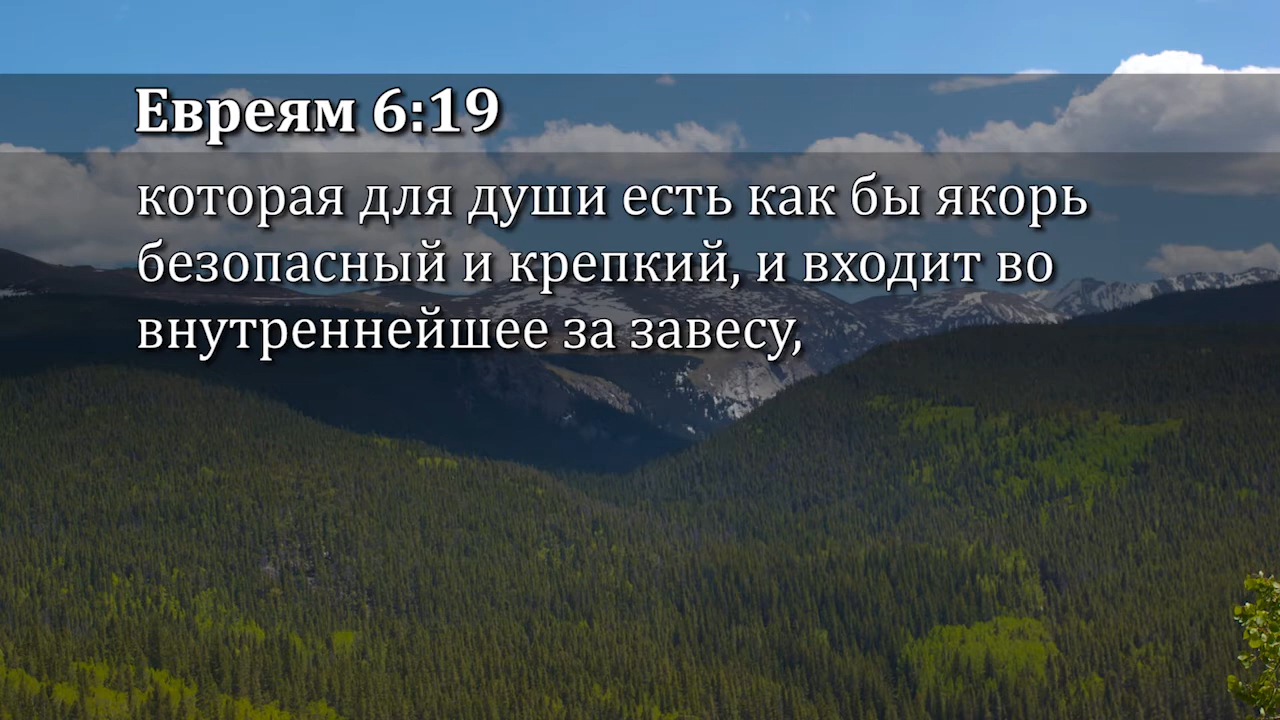 Евреям 6:19
которая для души есть как бы якорь
безопасный и крепкий, и входит во
внутреннейшее за завесу,